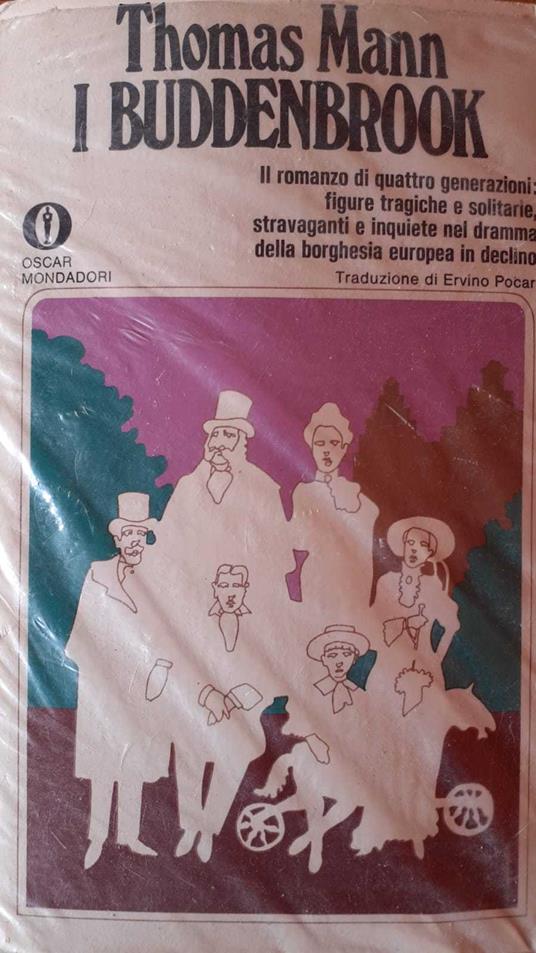 Thomas Mann
I BUDDENBROOK
Il romanzo di quattro generazioni:
figure tragiche e solitarie,
stravaganti e inquiete nel dramma
della borghesia europea in declino
OSCAR
MONDADORI
Traduzione di Ervino Pocar